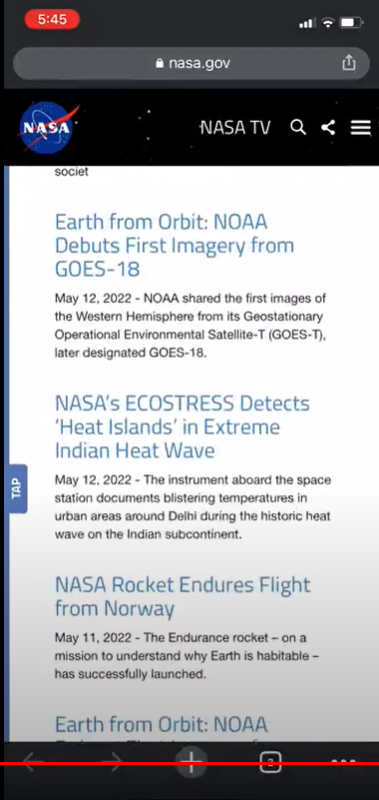 5:45
nasa.gov
NASA
NASA TV
societ
Earth from Orbit: NOAA
Debuts First Imagery from
GOES-18
May 12, 2022 - NOAA shared the first images of
the Western Hemisphere from its Geostationary
Operational Environmental Satellite-T (GOES-T),
later designated GOES-18.
NASA's ECOSTRESS Detects
'Heat Islands' in Extreme
Indian Heat Wave
May 12, 2022 - The instrument aboard the space
station documents blistering temperatures in
urban areas around Delhi during the historic heat
wave on the Indian subcontinent.
TAP
NASA Rocket Endures Flight
from Norway
May 11, 2022 - The Endurance rocket – on a
mission to understand why Earth is habitable –
has successfully launched.
Earth from Orbit: NOAA